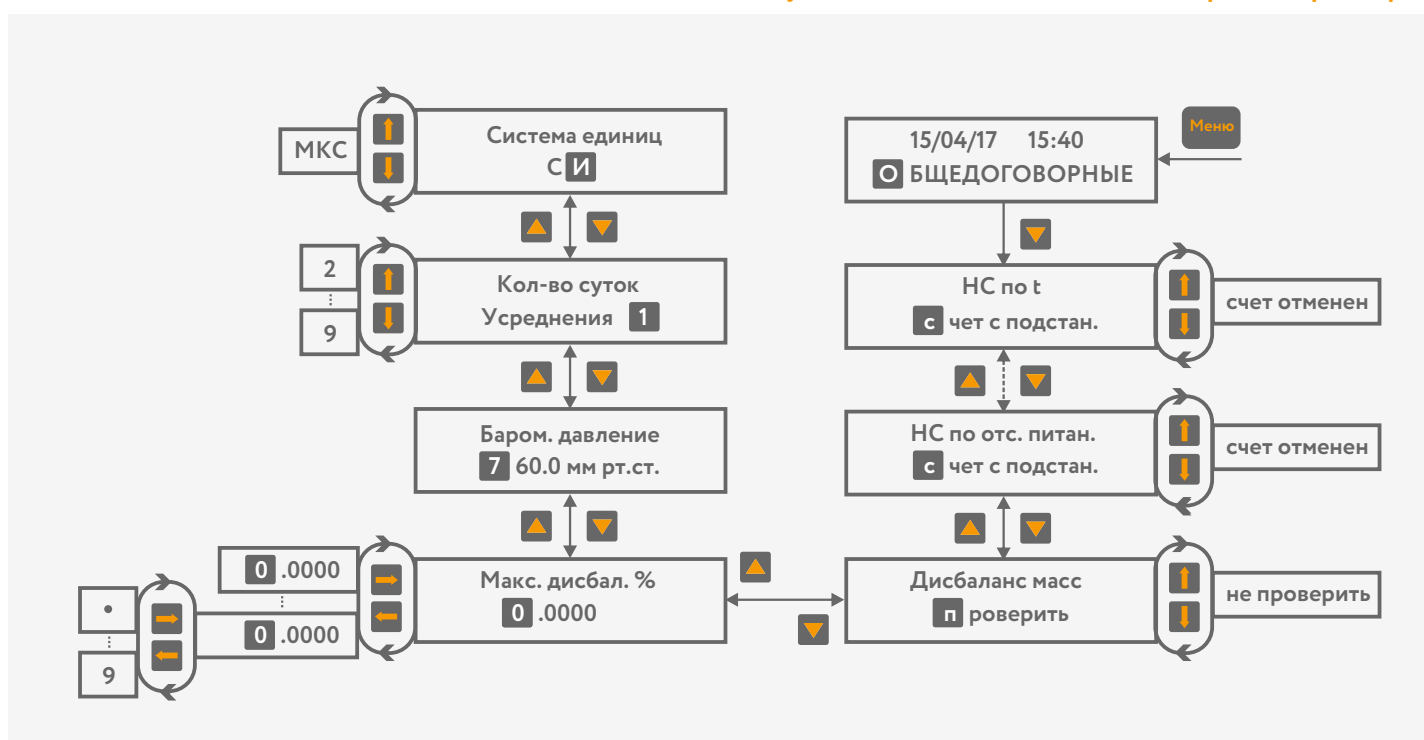 МКС
Система единиц
СИ
15/04/17 15:40
ОБЩЕДОГОВОРНЫЕ
Меню
2
9
Кол-во суток
Усреднения 1
НС по t
счет с подстан.
счет отменен
Баром. давление
760.0 мм рт.ст.
НС по отс. питан.
счет с подстан.
счет отменен
0.0000
0.0000
•
9
Макс. дисбал. %
0.0000
Дисбаланс масс
проверить
не проверить